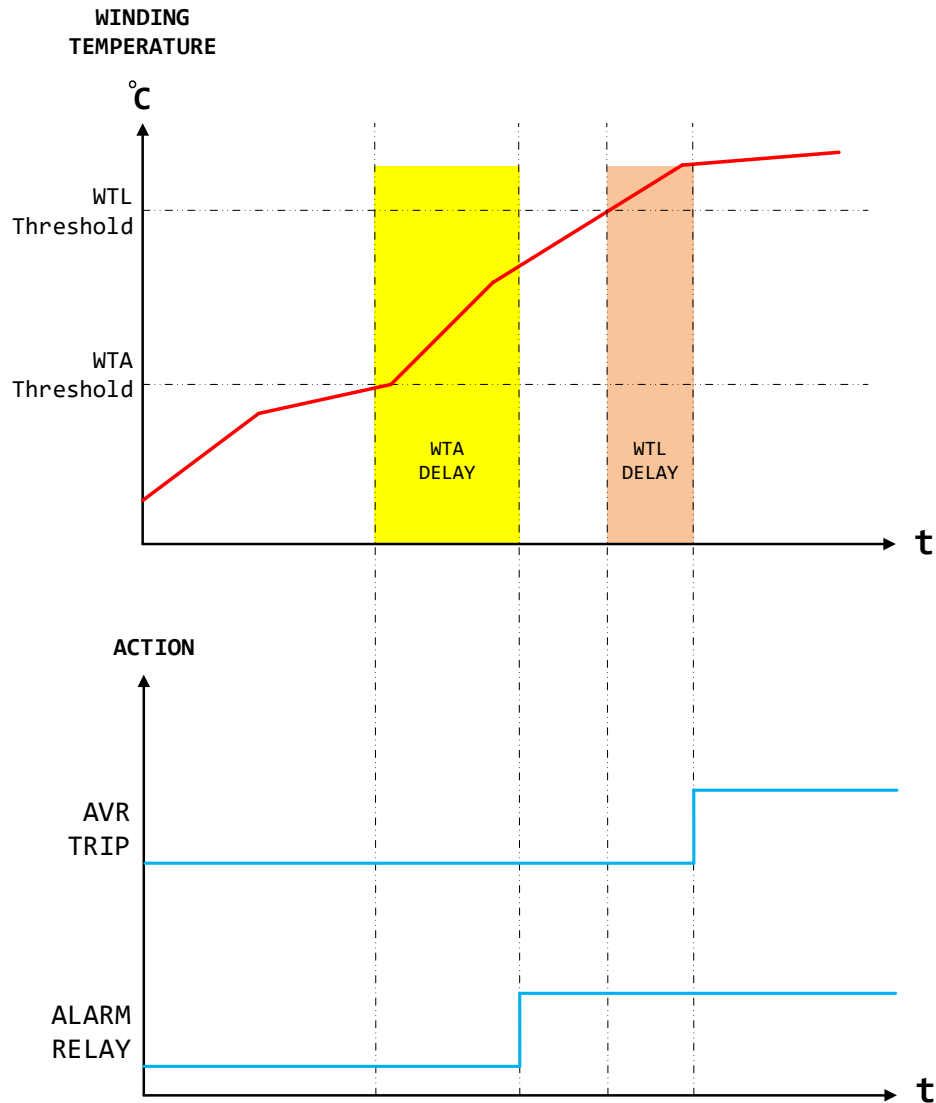 WINDING
TEMPERATURE
°C
WTL
Threshold
WTA
Threshold
WTA
DELAY
WTL
DELAY
t
ACTION
AVR
TRIP
ALARM
RELAY
t